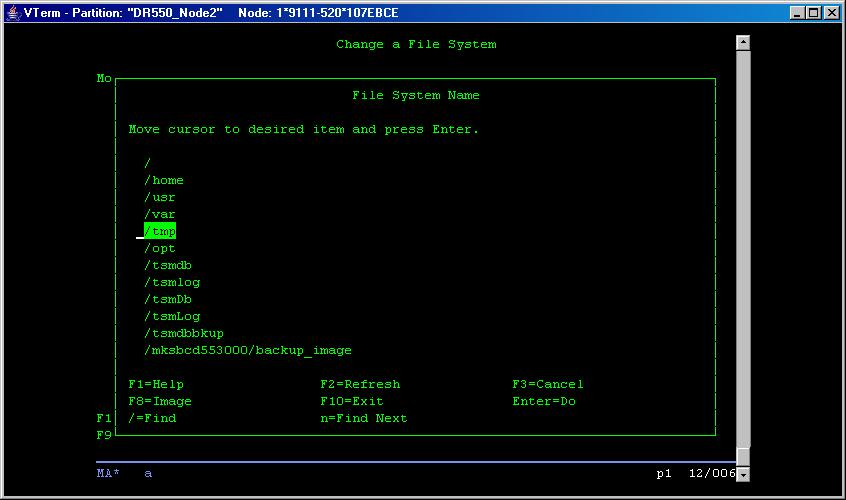 VTerm - Partition: "DR550_Node2"   Node: 1*9111-520*107EBCE
Change a File System
Mo
File System Name
Move cursor to desired item and press Enter.
/
/home
/usr
/var
/tmp
/opt
/tsmdb
/tsmlog
/tsmDb
/tsmLog
/tsmdbbkup
/mksbcd553000/backup_image
F1=Help F2=Refresh F3=Cancel
F8=Image F10=Exit Enter=Do
F1 /=Find n=Find Next
F9
MA* a p1 12/006